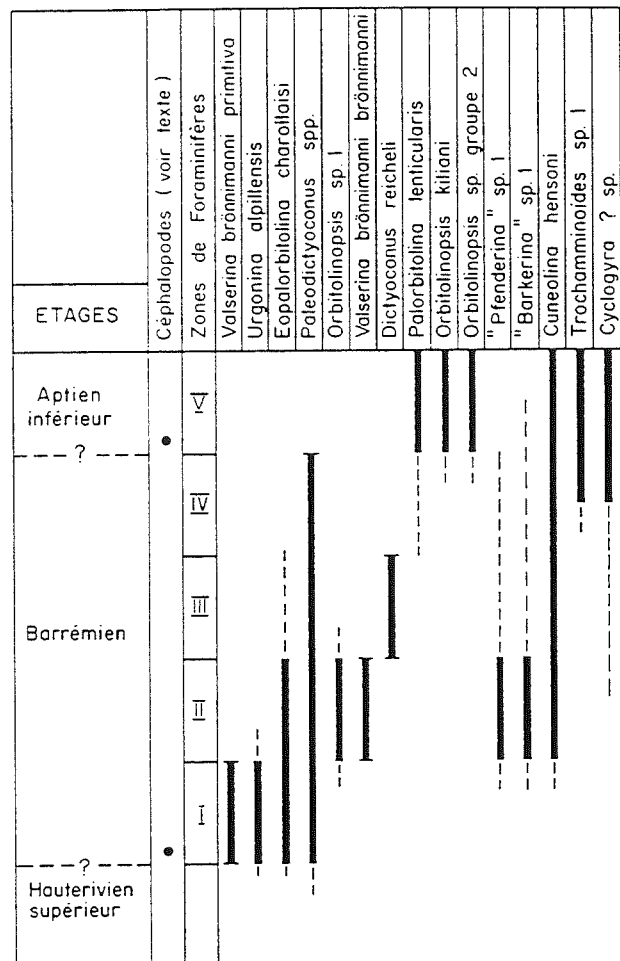 ETAGES
Céphalopodes ( voir texte )
Zones de Foraminifères
Valserina brönnimanni primitiva
Urgonina alpillensis
Eopalorbitolina charollaisi
Paleodictyoconus spp.
Orbitolinopsis sp. 1
Valserina brönnimanni brönnimanni
Dictyoconus reicheli
Palorbitolina lenticularis
Orbitolinopsis kiliani
Orbitolinopsis sp. groupe 2
"Pfenderina" sp. 1
"Barkerina" sp. 1
Cuneolina hensoni
Trochamminoides sp. 1
Cyclogyra ? sp.
Aptien
inférieur
?
Barrémien
?
Hauterivien
supérieur
V
IV
III
II
I